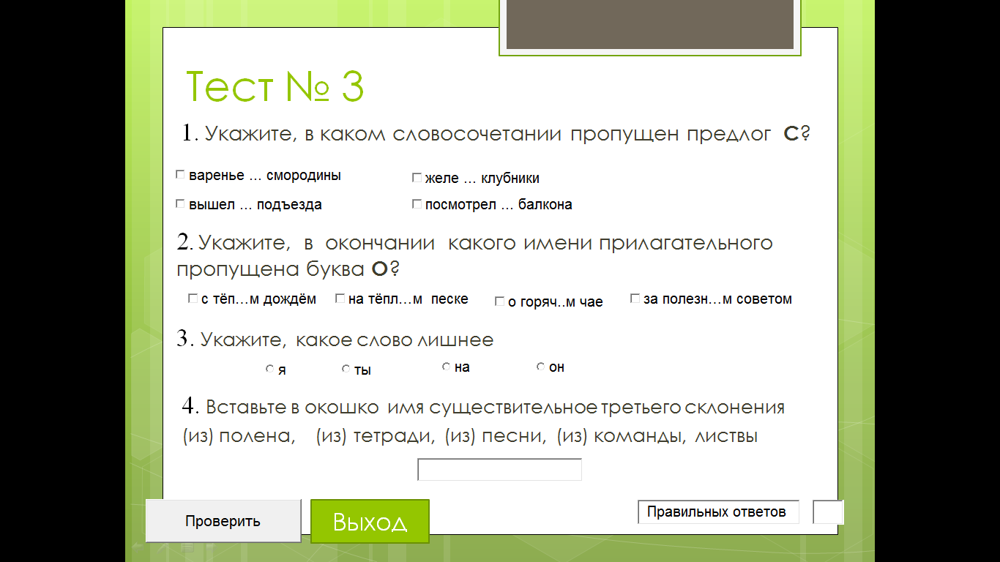 Тест № 3
1. Укажите, в каком словосочетании пропущен предлог С?
варенье … смородины
желе … клубники
вышел … подъезда
посмотрел … балкона
2. Укажите, в окончании какого имени прилагательного
пропущена буква О?
с тёп…м дождём
на тёпл…м песке
о горяч..м чае
за полезн…м советом
3. Укажите, какое слово лишнее
я
ты
на
он
4. Вставьте в окошко имя существительное третьего склонения
(из) полена, (из) тетради, (из) песни, (из) команды, листвы
Проверить
Выход
Правильных ответов